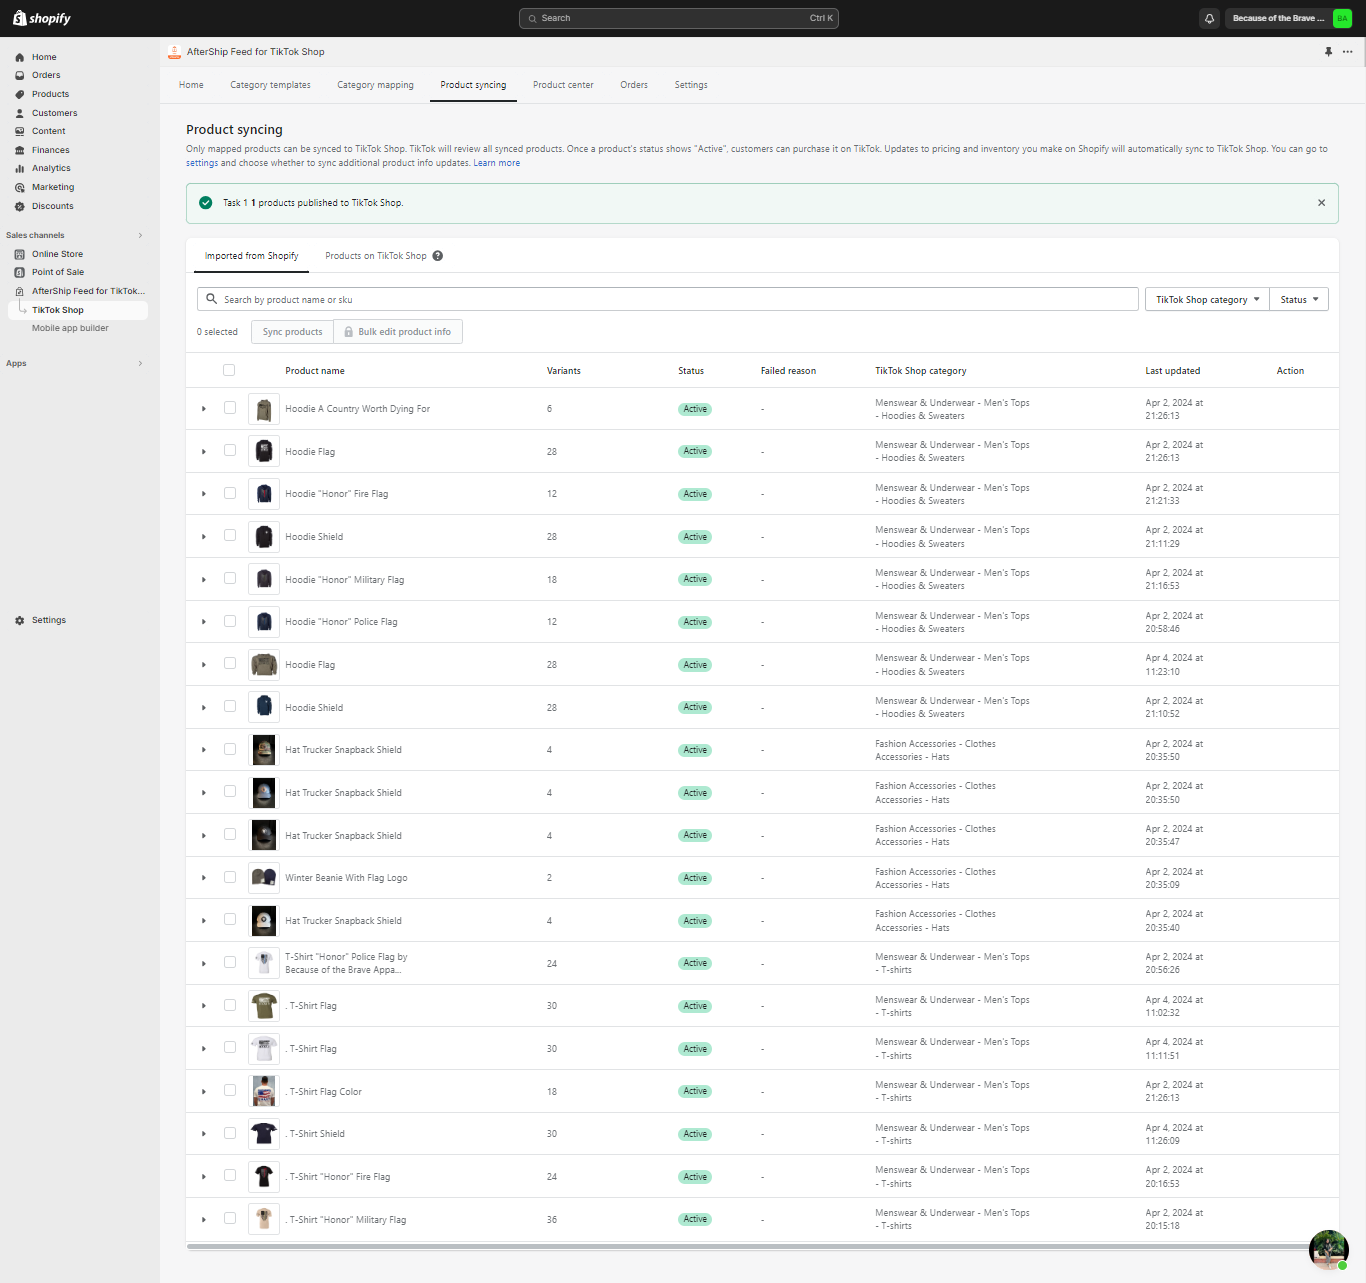 shopify
Search
Ctrl K
Because of the Brave ...
BA
Home
Orders
Products
Customers
Content
Finances
Analytics
Marketing
Discounts
Sales channels
Online Store
Point of Sale
AfterShip Feed for TikTok...
TikTok Shop
Mobile app builder
Apps
Settings
AfterShip Feed for TikTok Shop
Home
Category templates
Category mapping
Product syncing
Product center
Orders
Settings
Product syncing
Only mapped products can be synced to TikTok Shop. TikTok will review all synced products. Once a product's status shows "Active", customers can purchase it on TikTok. Updates to pricing and inventory you make on Shopify will automatically sync to TikTok Shop. You can go to
settings and choose whether to sync additional product info updates. Learn more
Task 1 1 products published to TikTok Shop.
Imported from Shopify
Products on TikTok Shop
Search by product name or sku
TikTok Shop category
Status
0 selected
Sync products
Bulk edit product info
Product name Variants Status Failed reason TikTok Shop category Last updated Action
Hoodie A Country Worth Dying For 6 Active - Menswear & Underwear - Men's Tops Apr 2, 2024 at
- Hoodies & Sweaters 21:26:13
Hoodie Flag 28 Active - Menswear & Underwear - Men's Tops Apr 2, 2024 at
- Hoodies & Sweaters 21:26:13
Hoodie "Honor" Fire Flag 12 Active - Menswear & Underwear - Men's Tops Apr 2, 2024 at
- Hoodies & Sweaters 21:21:33
Hoodie Shield 28 Active - Menswear & Underwear - Men's Tops Apr 2, 2024 at
- Hoodies & Sweaters 21:11:29
Hoodie "Honor" Military Flag 18 Active - Menswear & Underwear - Men's Tops Apr 2, 2024 at
- Hoodies & Sweaters 21:16:53
Hoodie "Honor" Police Flag 12 Active - Menswear & Underwear - Men's Tops Apr 2, 2024 at
- Hoodies & Sweaters 20:58:46
Hoodie Flag 28 Active - Menswear & Underwear - Men's Tops Apr 4, 2024 at
- Hoodies & Sweaters 11:23:10
Hoodie Shield 28 Active - Menswear & Underwear - Men's Tops Apr 2, 2024 at
- Hoodies & Sweaters 21:10:52
Hat Trucker Snapback Shield 4 Active - Fashion Accessories - Clothes Apr 2, 2024 at
Accessories - Hats 20:35:50
Hat Trucker Snapback Shield 4 Active - Fashion Accessories - Clothes Apr 2, 2024 at
Accessories - Hats 20:35:50
Hat Trucker Snapback Shield 4 Active - Fashion Accessories - Clothes Apr 2, 2024 at
Accessories - Hats 20:35:47
Winter Beanie With Flag Logo 2 Active - Fashion Accessories - Clothes Apr 2, 2024 at
Accessories - Hats 20:35:09
Hat Trucker Snapback Shield 4 Active - Fashion Accessories - Clothes Apr 2, 2024 at
Accessories - Hats 20:35:40
T-Shirt "Honor" Police Flag by 24 Active - Menswear & Underwear - Men's Tops Apr 2, 2024 at
Because of the Brave Appa... - T-shirts 20:56:26
. T-Shirt Flag 30 Active - Menswear & Underwear - Men's Tops Apr 4, 2024 at
- T-shirts 11:02:32
. T-Shirt Flag 30 Active - Menswear & Underwear - Men's Tops Apr 4, 2024 at
- T-shirts 11:11:51
. T-Shirt Flag Color 18 Active - Menswear & Underwear - Men's Tops Apr 2, 2024 at
- T-shirts 21:26:13
. T-Shirt Shield 30 Active - Menswear & Underwear - Men's Tops Apr 4, 2024 at
- T-shirts 11:26:09
. T-Shirt "Honor" Fire Flag 24 Active - Menswear & Underwear - Men's Tops Apr 2, 2024 at
- T-shirts 20:16:53
. T-Shirt "Honor" Military Flag 36 Active - Menswear & Underwear - Men's Tops Apr 2, 2024 at
- T-shirts 20:15:18